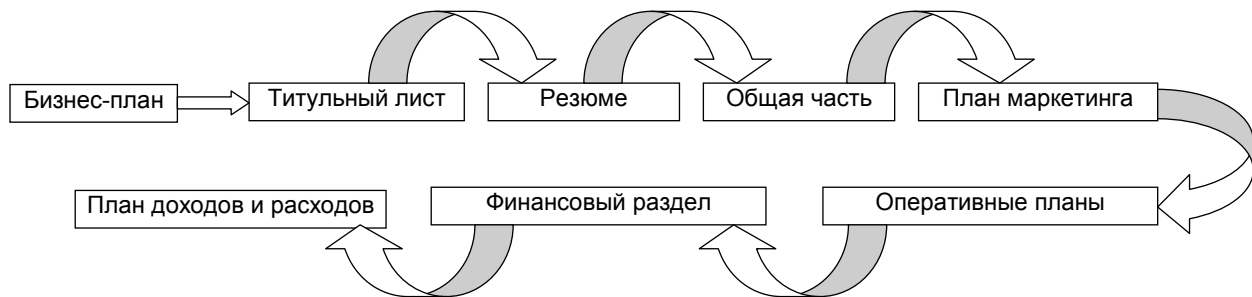 Бизнес-план
Титульный лист
Резюме
Общая часть
План маркетинга
Оперативные планы
Финансовый раздел
План доходов и расходов